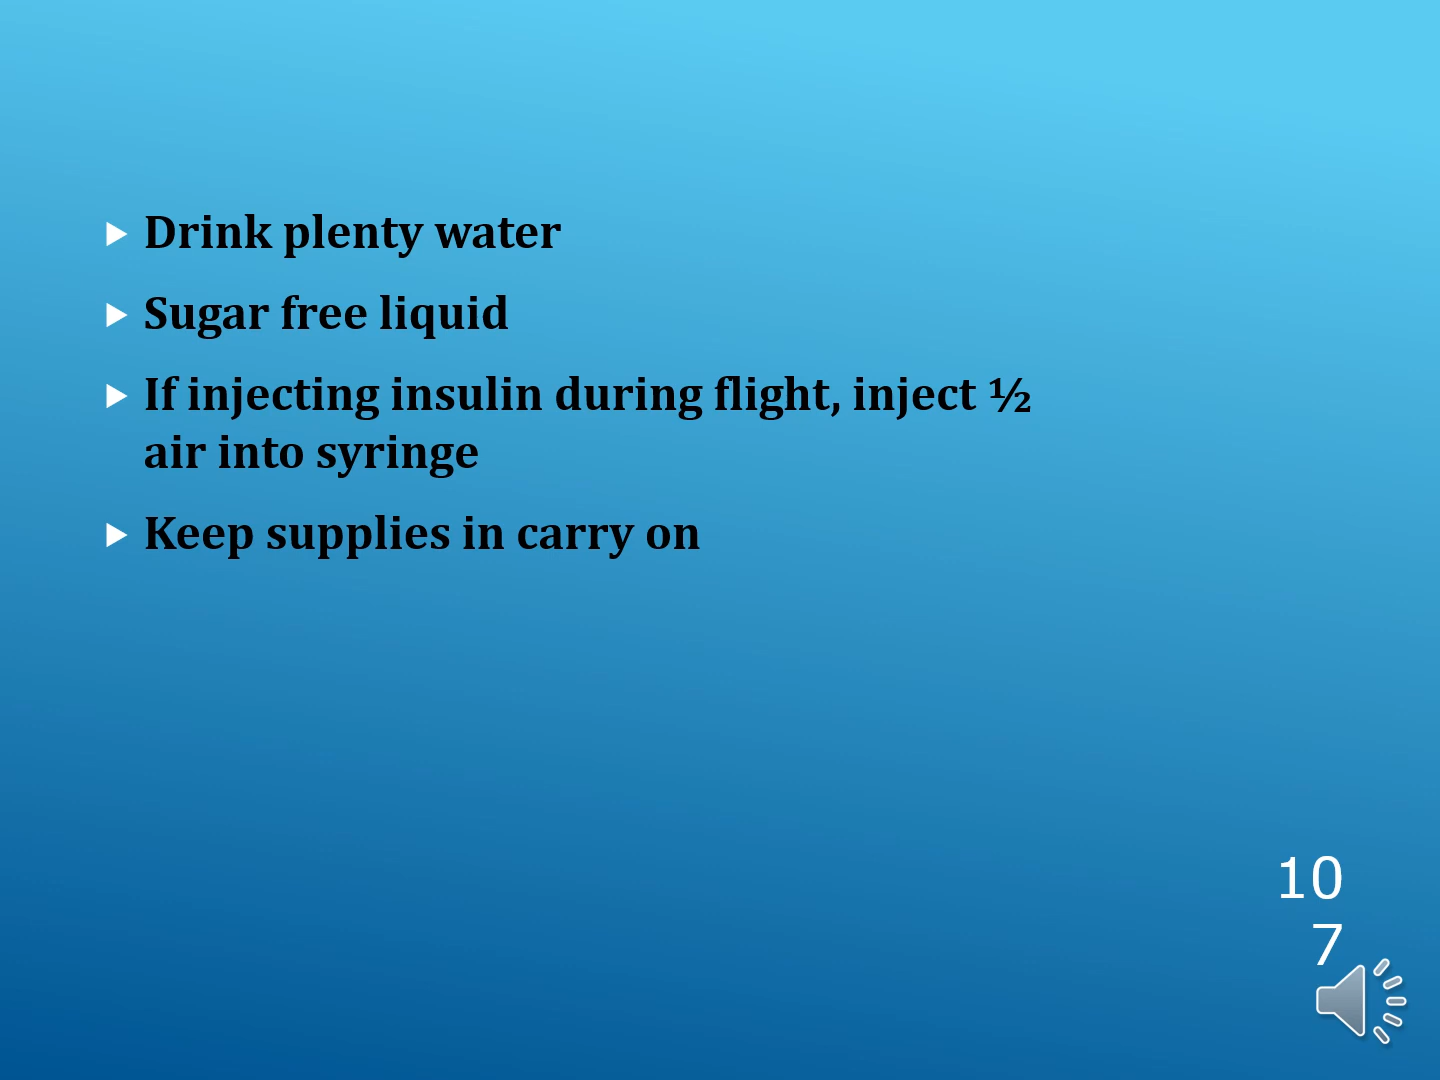 Drink plenty water
Sugar free liquid
If injecting insulin during flight, inject ½
air into syringe
Keep supplies in carry on
10
7